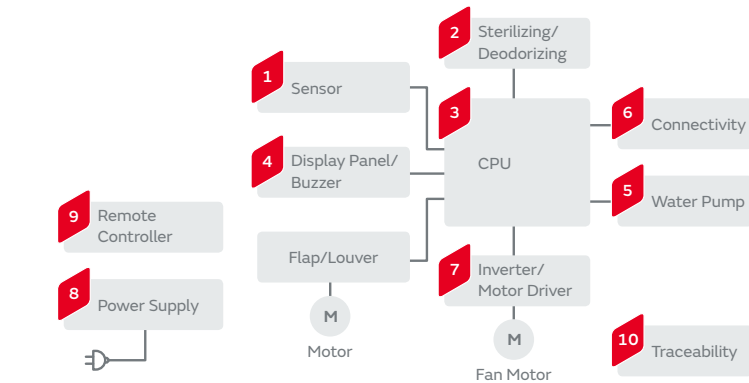 2
Sterilizing/
Deodorizing
1
Sensor
3
CPU
6
Connectivity
4
Display Panel/
Buzzer
5
Water Pump
9
Remote
Controller
Flap/Louver
7
Inverter/
Motor Driver
8
Power Supply
M
Motor
M
Fan Motor
10
Traceability